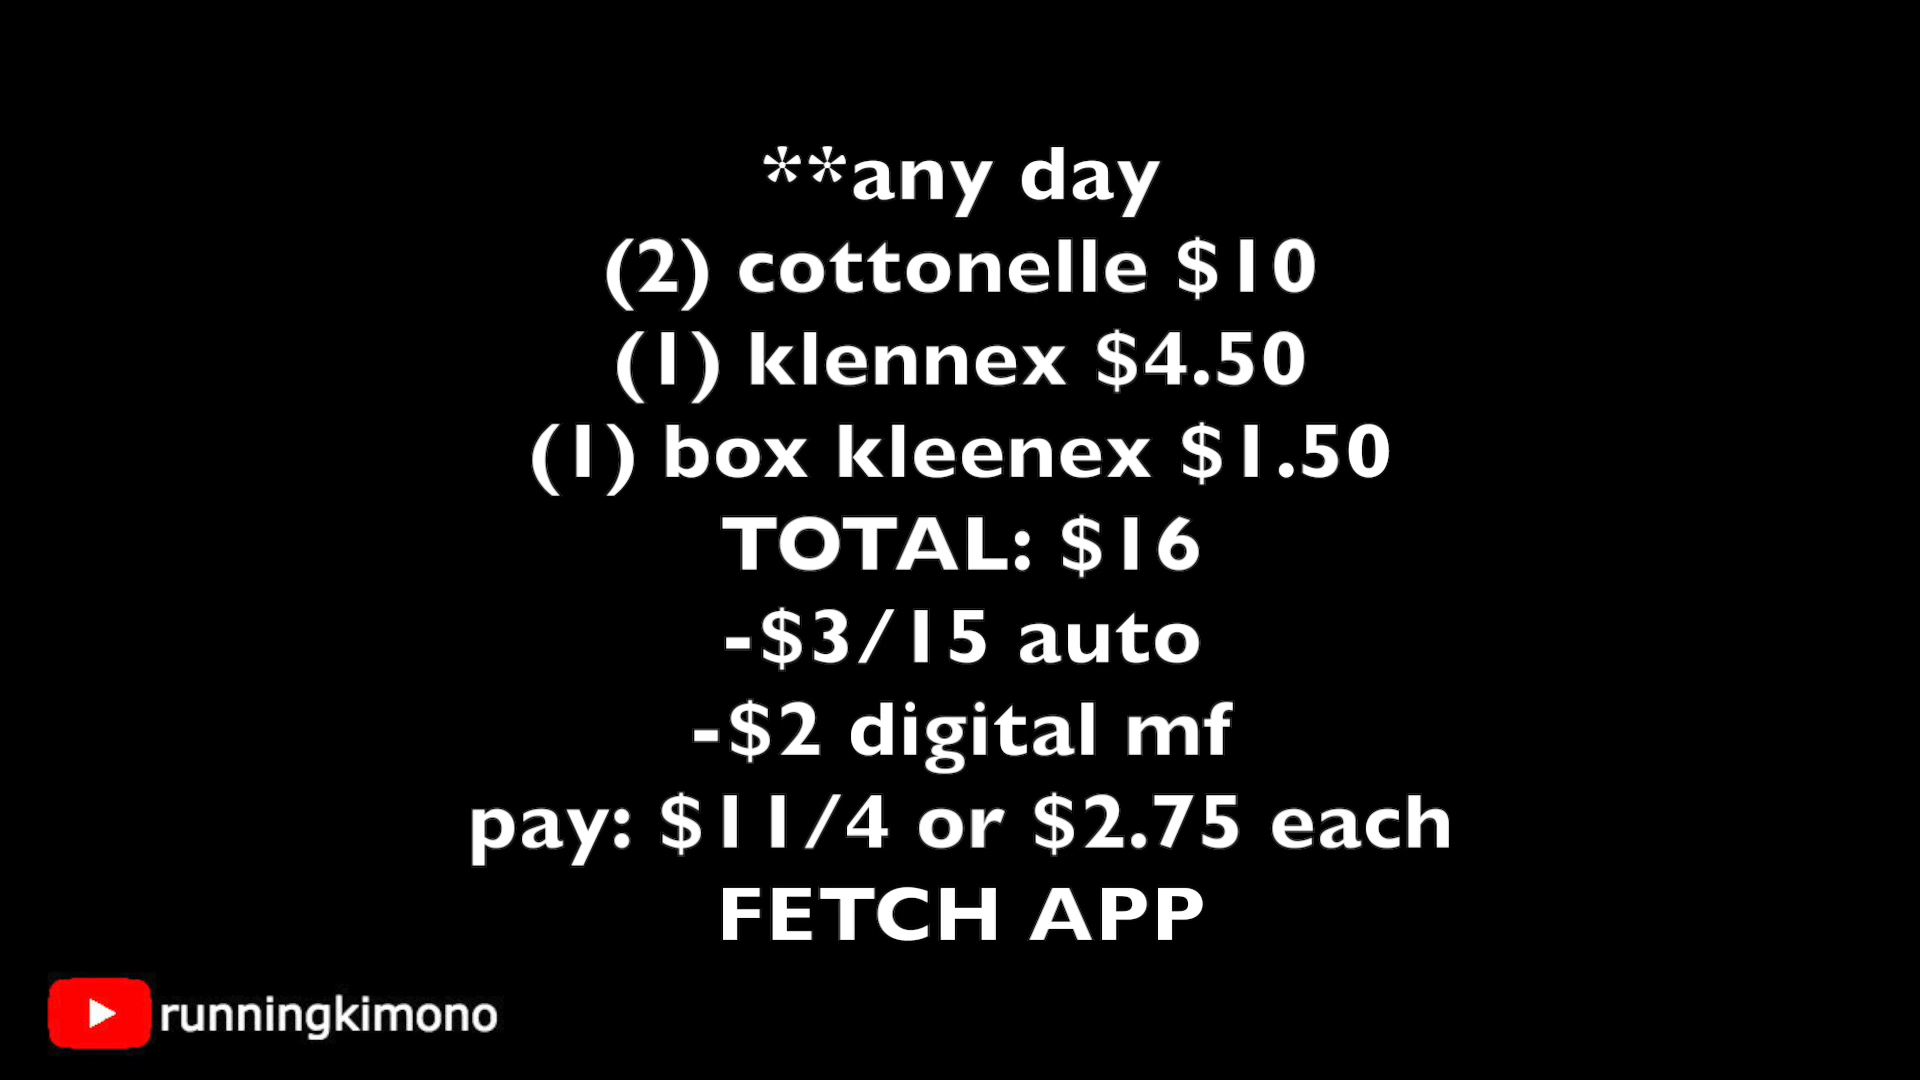 **any day
(2) cottonelle $10
(1) klennex $4.50
(1) box kleenex $1.50
TOTAL: $16
-$3/15 auto
-$2 digital mf
pay: $11/4 or $2.75 each
FETCH APP
runningkimono